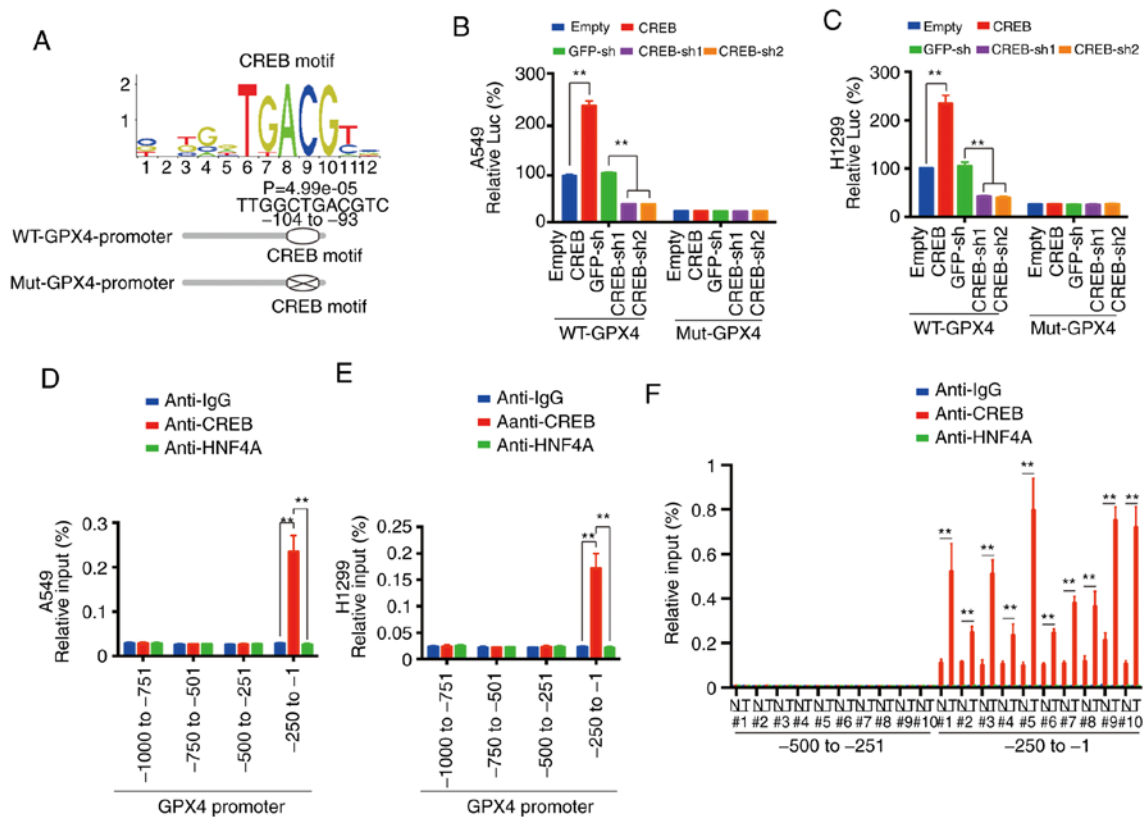 A
CREB motif
2
1
TGACG
1 2 3 4 5 6 7 8 9 10 11 12
P=4.99e-05
TTGGCTGACGTC
−104 to −93
WT-GPX4-promoter
CREB motif
Mut-GPX4-promoter
CREB motif
B
Empty CREB
GFP-sh CREB-sh1 CREB-sh2
A549
Relative Luc (%)
300
200
100
0
**
**
Empty
CREB
GFP-sh
CREB-sh1
CREB-sh2
Empty
CREB
GFP-sh
CREB-sh1
CREB-sh2
WT-GPX4 Mut-GPX4
C
Empty CREB
GFP-sh CREB-sh1 CREB-sh2
H1299
Relative Luc (%)
300
200
100
0
**
**
Empty
CREB
GFP-sh
CREB-sh1
CREB-sh2
Empty
CREB
GFP-sh
CREB-sh1
CREB-sh2
WT-GPX4 Mut-GPX4
D
Anti-IgG
Anti-CREB
Anti-HNF4A
A549
Relative input (%)
0.3
0.2
0.1
0
**
**
−1000 to −751
−750 to −501
−500 to −251
−250 to −1
GPX4 promoter
E
Anti-IgG
Aanti-CREB
Anti-HNF4A
H1299
Relative input (%)
0.25
0.2
0.15
0.1
0.05
0
**
**
−1000 to −751
−750 to −501
−500 to −251
−250 to −1
GPX4 promoter
F
Anti-IgG
Anti-CREB
Anti-HNF4A
Relative input (%)
1
0.8
0.6
0.4
0.2
0
** ** ** ** ** ** ** ** ** **
NT NT NT NT NT NT NT NT NT NT NT NT NT NT NT NT NT NT NT NT
#1 #2 #3 #4 #5 #6 #7 #8 #9 #10 #1 #2 #3 #4 #5 #6 #7 #8 #9 #10
−500 to −251 −250 to −1